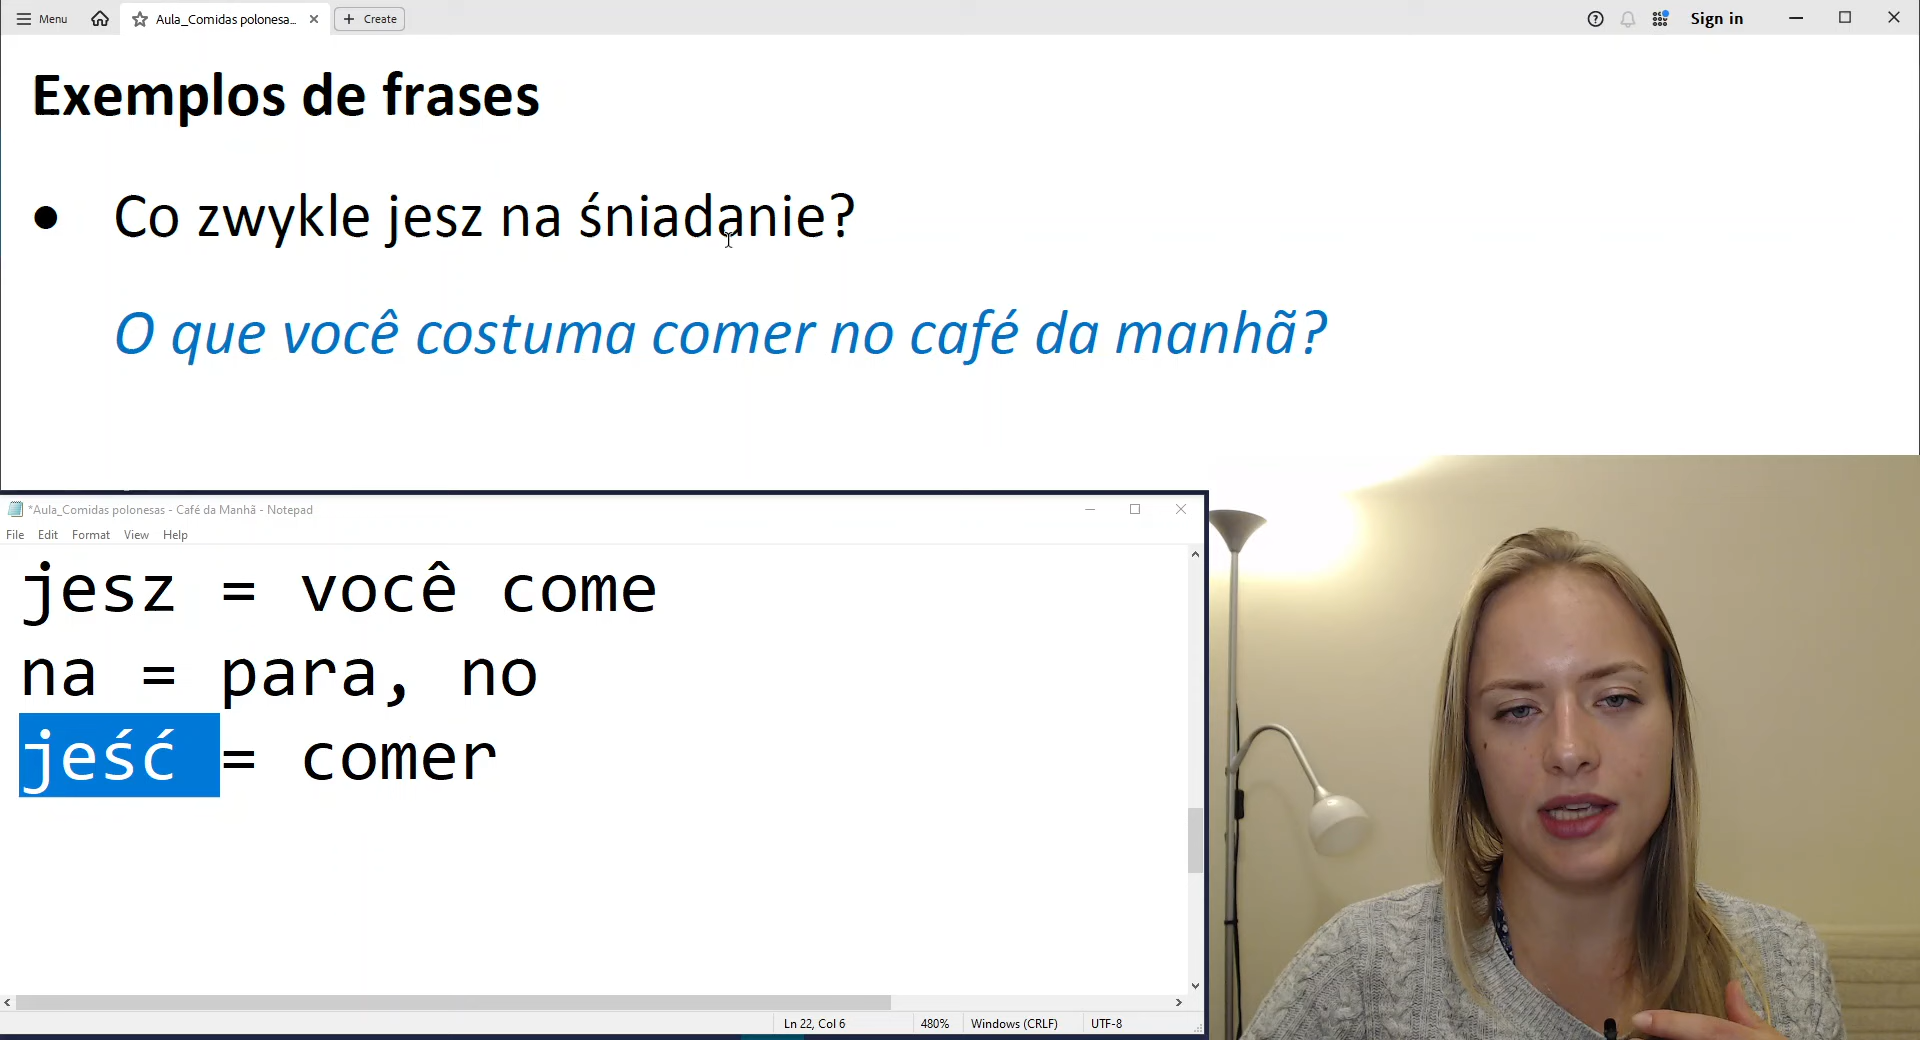 Menu
Aula_Comidas polonesa...
Create
Sign in
Exemplos de frases
Co zwykle jesz na śniadanie?
O que você costuma comer no café da manhã?
*Aula_Comidas polonesas - Café da Manhã - Notepad
File Edit Format View Help
jesz = você come
na = para, no
jeść = comer
Ln 22, Col 6 480% Windows (CRLF) UTF-8